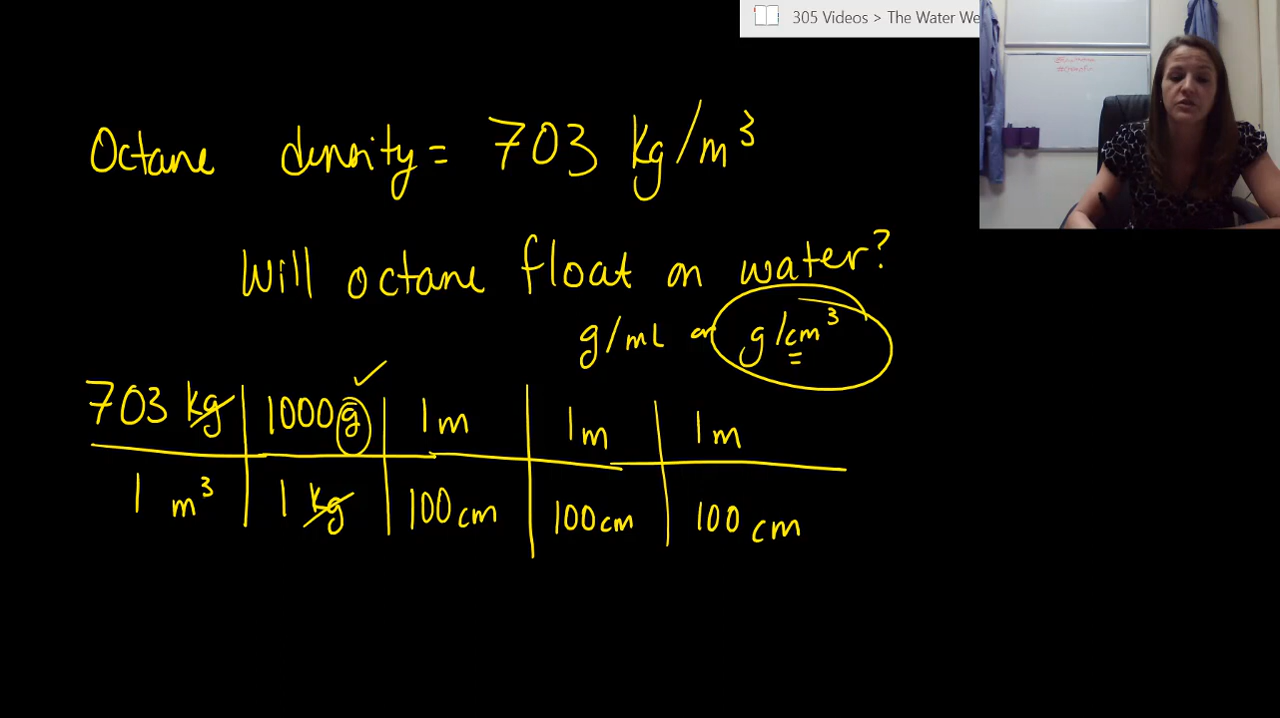 305 Videos > The Water We
Octane density = 703 kg/m³
Will octane float on water?
g/mL or g/cm³
703 kg | 1000 g | 1 m | 1 m | 1 m
1 m³ | 1 kg | 100 cm | 100 cm | 100 cm